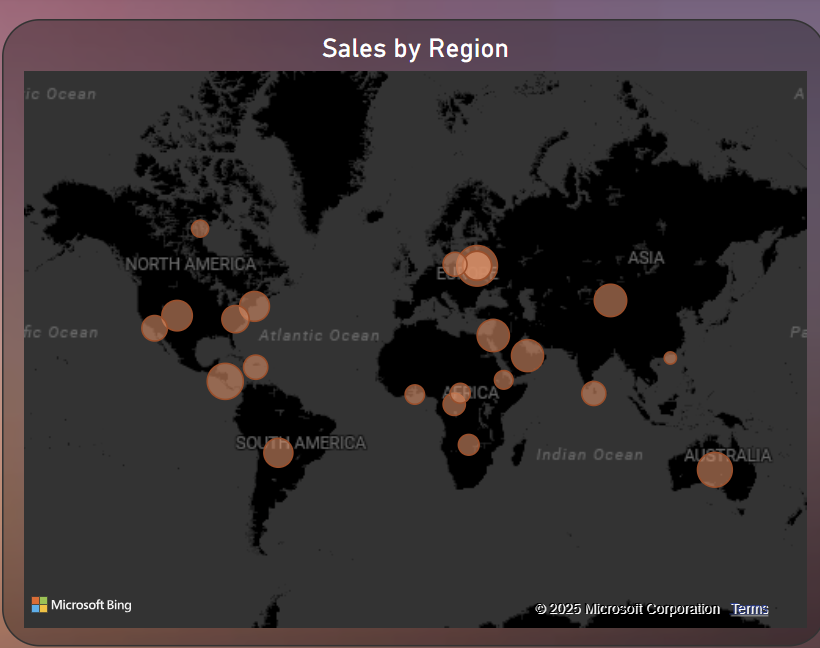 Sales by Region
ic Ocean
A
NORTH AMERICA
ASIA
fic Ocean
Atlantic Ocean
Pa
AFRICA
SOUTH AMERICA
Indian Ocean
AUSTRALIA
Microsoft Bing
© 2025 Microsoft Corporation Terms